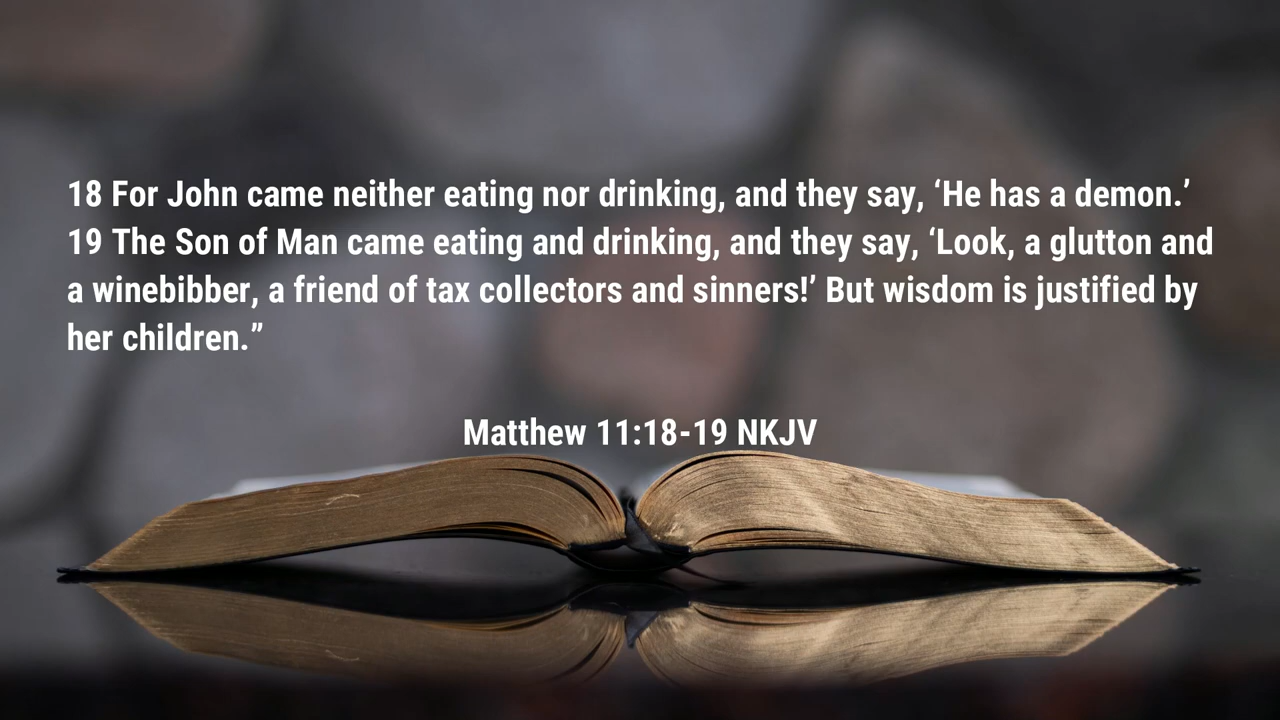 18 For John came neither eating nor drinking, and they say, ‘He has a demon.’
19 The Son of Man came eating and drinking, and they say, ‘Look, a glutton and
a winebibber, a friend of tax collectors and sinners!’ But wisdom is justified by
her children.”
Matthew 11:18-19 NKJV